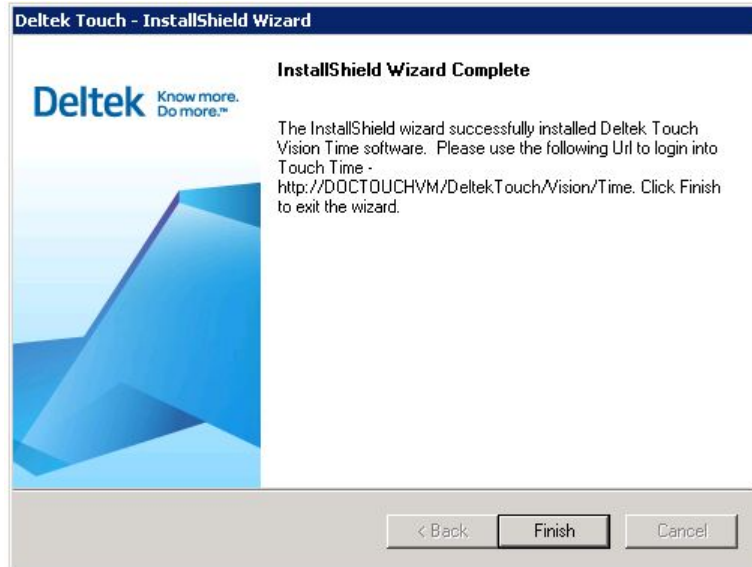 Deltek Touch - InstallShield Wizard
Deltek Know more.
Do more.™
InstallShield Wizard Complete
The InstallShield wizard successfully installed Deltek Touch
Vision Time software. Please use the following Url to login into
Touch Time -
http://DOCTOUCHVM/DeltekTouch/Vision/Time. Click Finish
to exit the wizard.
< Back
Finish
Cancel